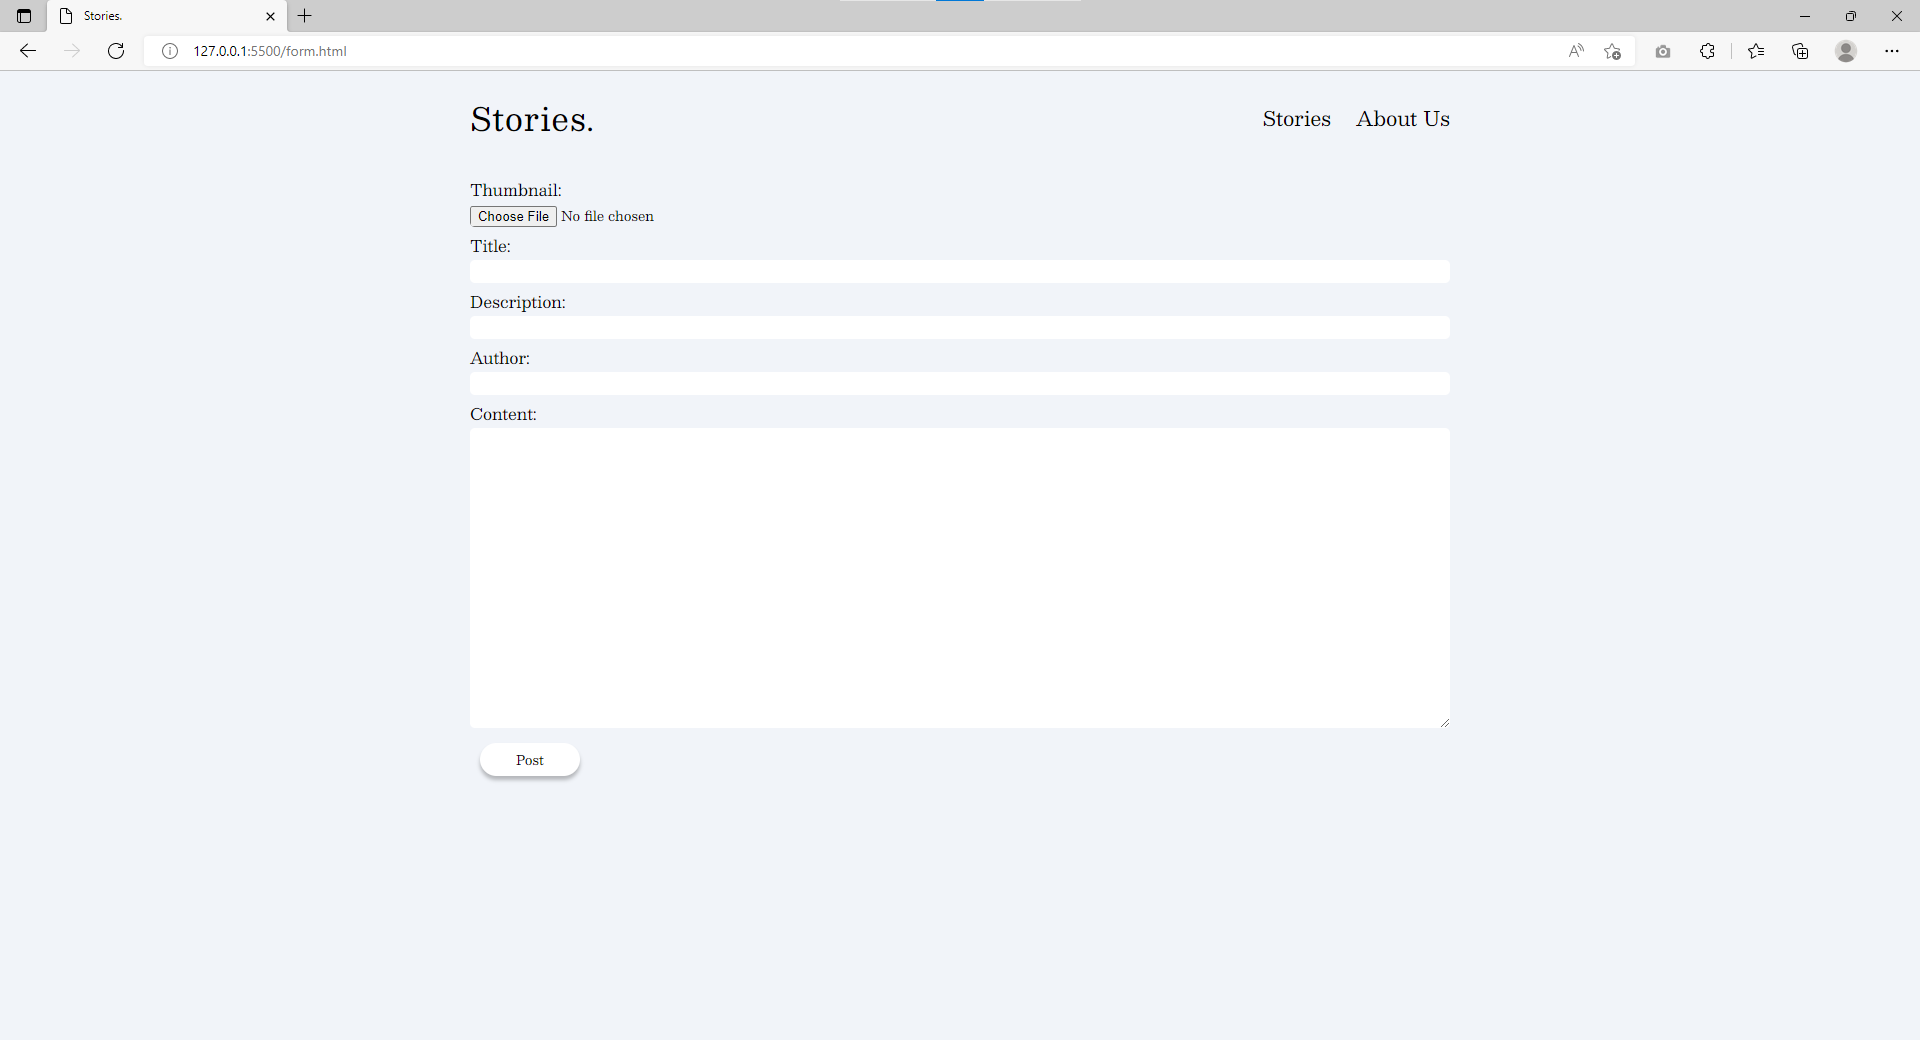 Stories.
127.0.0.1:5500/form.html
Stories.
Stories About Us
Thumbnail:
Choose File No file chosen
Title:
Description:
Author:
Content:
Post